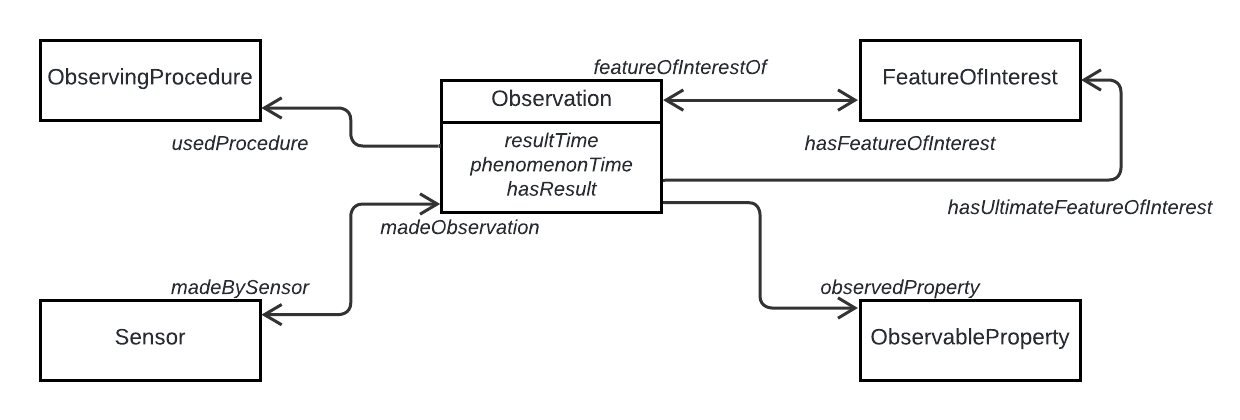 featureOfInterestOf
ObservingProcedure
FeatureOfInterest
Observation
usedProcedure
resultTime
hasFeatureOfInterest
phenomenonTime
hasResult
hasUltimateFeatureOfInterest
madeObservation
madeBySensor
observedProperty
Sensor
ObservableProperty